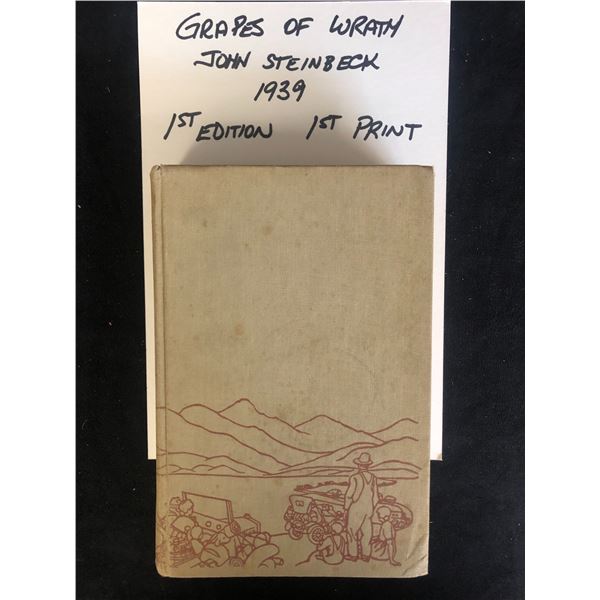 GRAPES OF WRATH
JOHN STEINBECK
1939
1ST EDITION 1ST PRINT